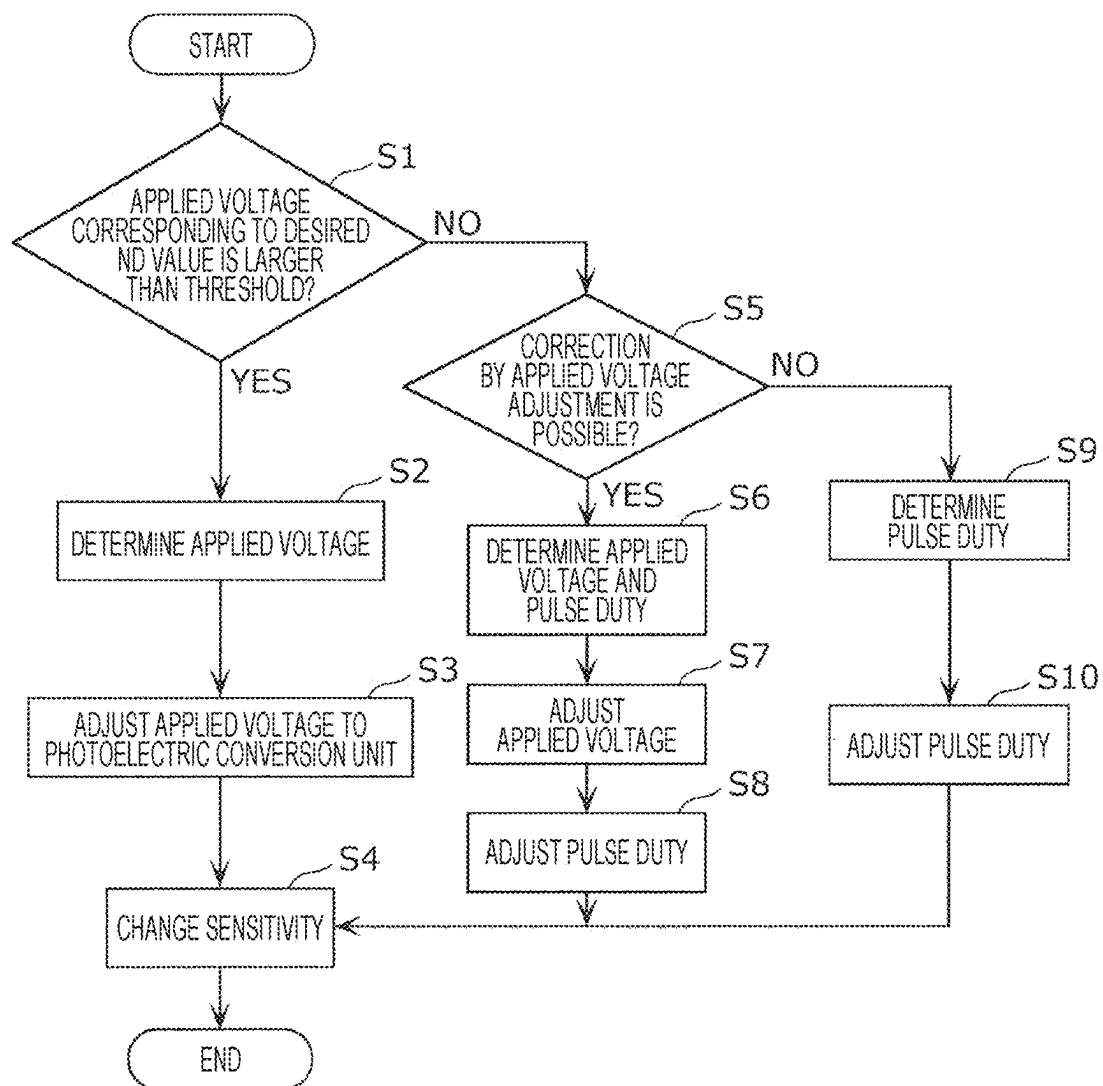 START
S1
APPLIED VOLTAGE
CORRESPONDING TO DESIRED
ND VALUE IS LARGER
THAN THRESHOLD?
NO
YES
S5
CORRECTION
BY APPLIED VOLTAGE
ADJUSTMENT IS
POSSIBLE?
NO
YES
S2
DETERMINE APPLIED VOLTAGE
S3
ADJUST APPLIED VOLTAGE TO
PHOTOELECTRIC CONVERSION UNIT
S6
DETERMINE APPLIED
VOLTAGE AND
PULSE DUTY
S7
ADJUST
APPLIED VOLTAGE
S8
ADJUST PULSE DUTY
S9
DETERMINE
PULSE DUTY
S10
ADJUST PULSE DUTY
S4
CHANGE SENSITIVITY
END